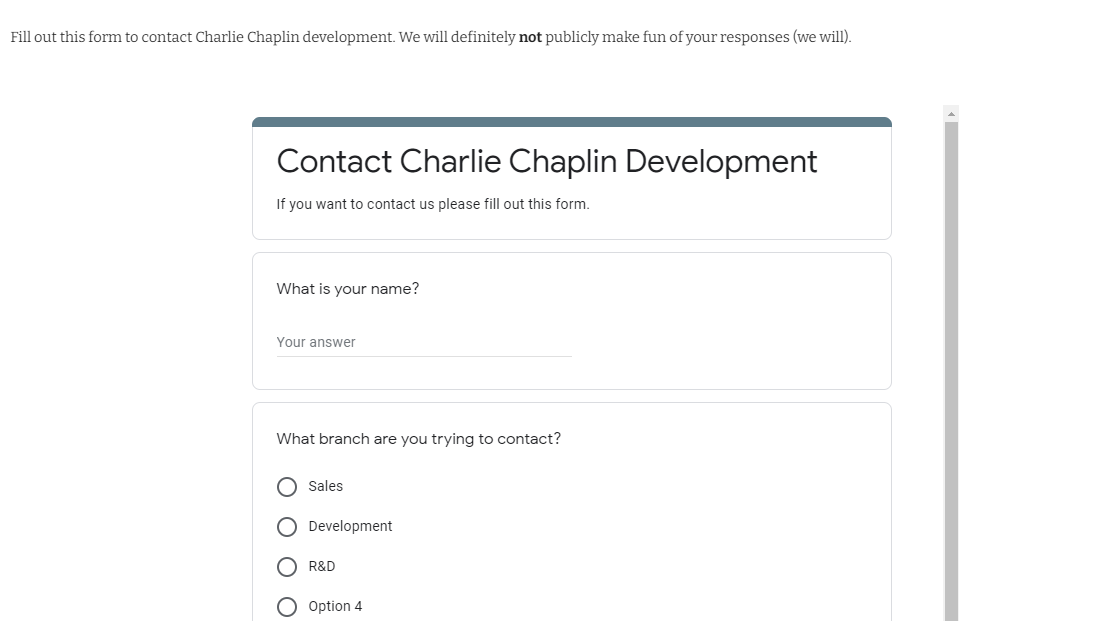 Fill out this form to contact Charlie Chaplin development. We will definitely not publicly make fun of your responses (we will).
Contact Charlie Chaplin Development
If you want to contact us please fill out this form.
What is your name?
Your answer
What branch are you trying to contact?
Sales
Development
R&D
Option 4